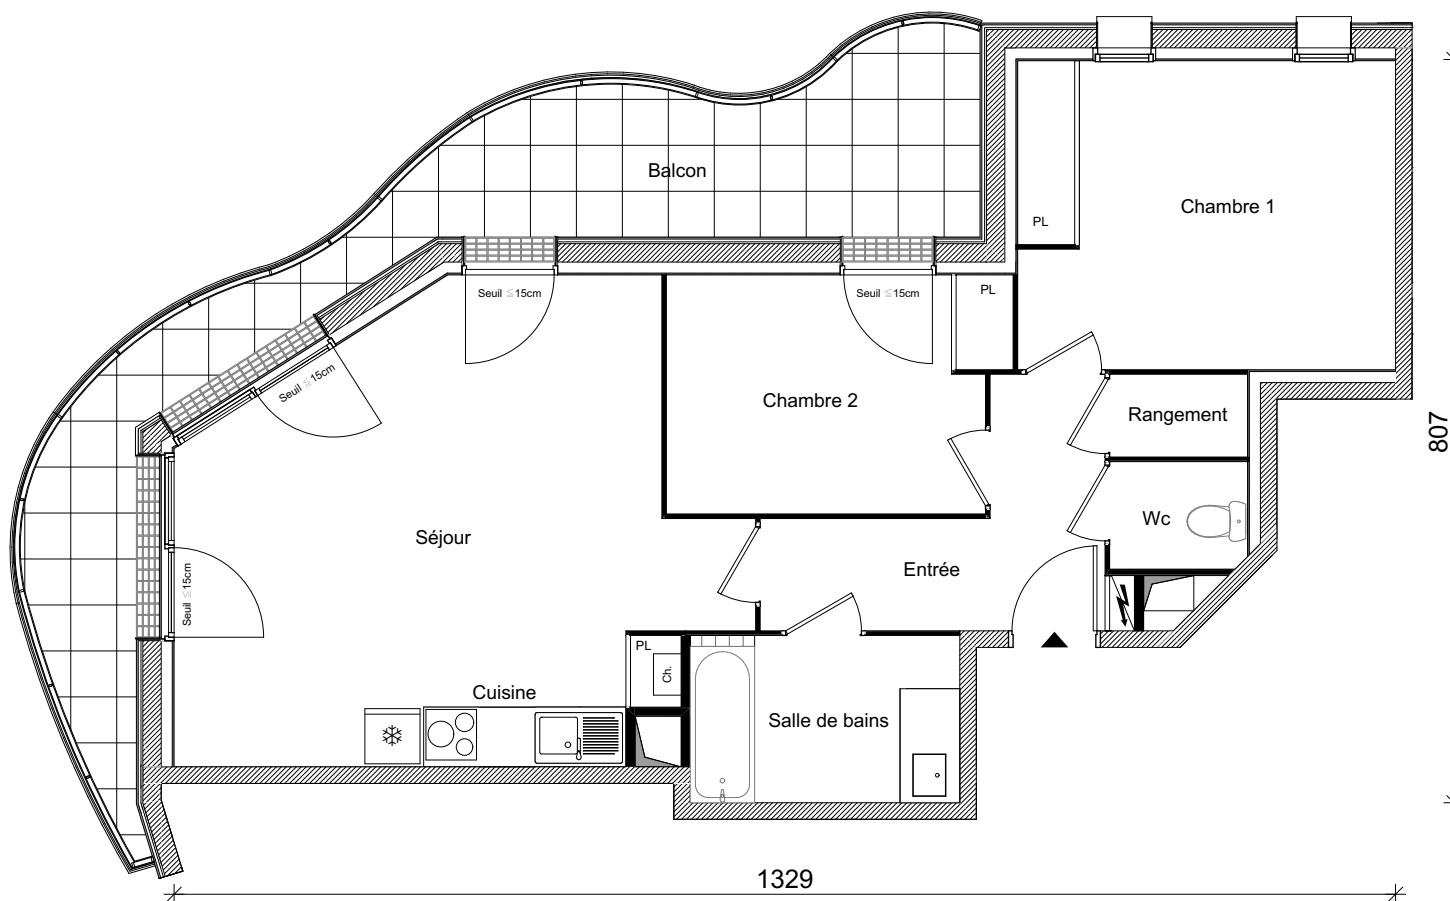 Balcon
Chambre 1
PL
PL
Seuil ≦15cm
Seuil ≦15cm
Seuil ≦15cm
Chambre 2
Rangement
807
Wc
Séjour
Entrée
Seuil ≦15cm
PL
Ch.
Cuisine
Salle de bains
1329